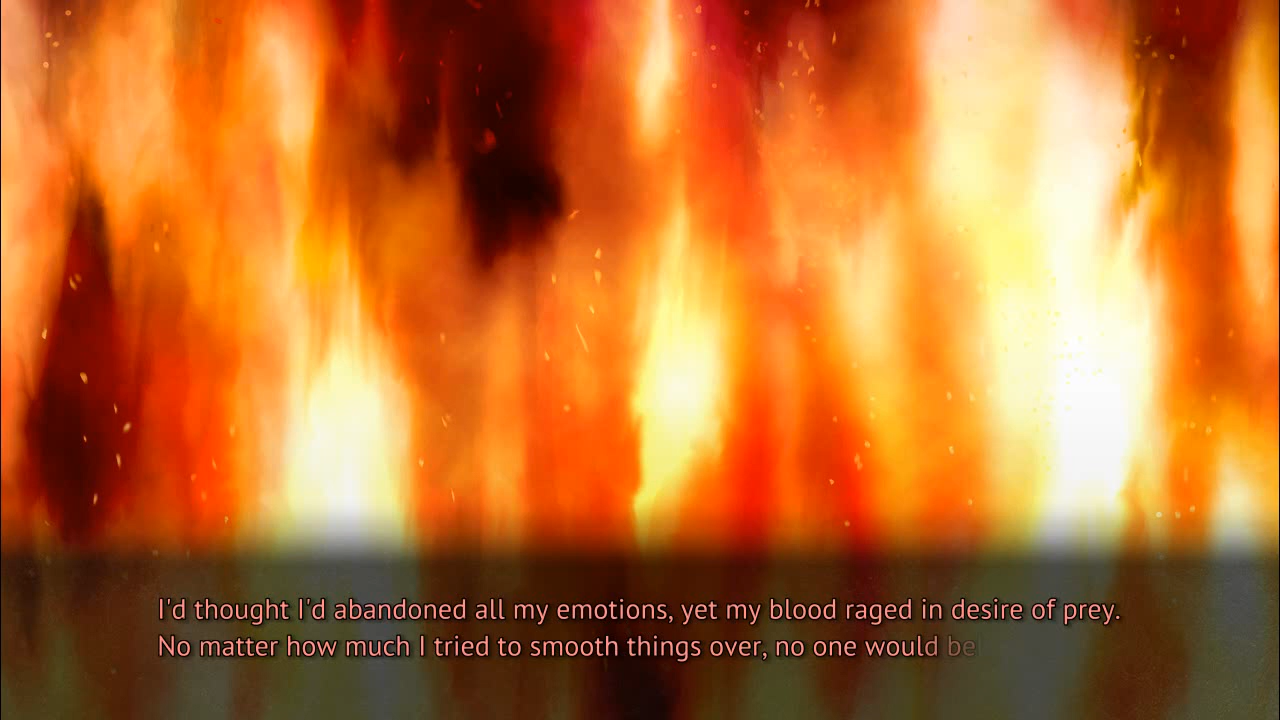 I'd thought I'd abandoned all my emotions, yet my blood raged in desire of prey.
No matter how much I tried to smooth things over, no one would be